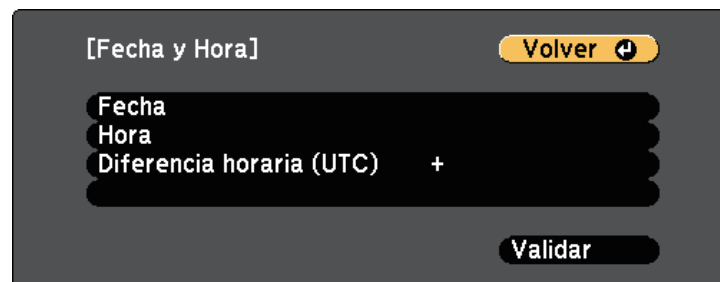 [Fecha y Hora]
Volver
Fecha
Hora
Diferencia horaria (UTC) +
Validar